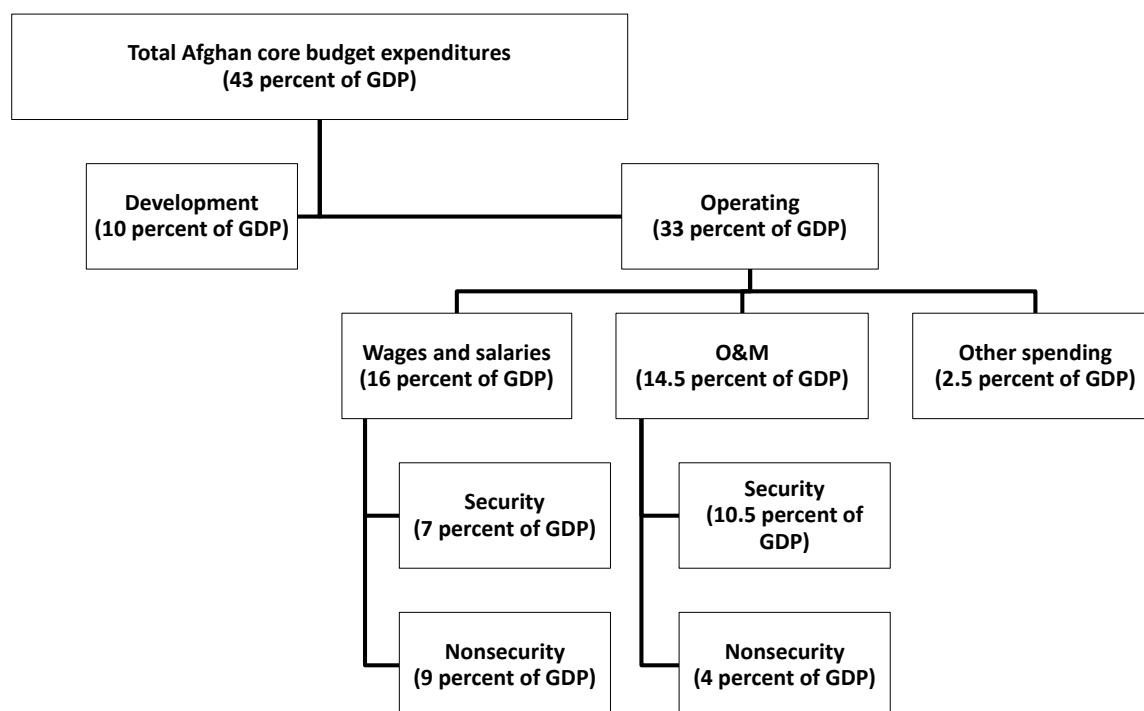 Total Afghan core budget expenditures
(43 percent of GDP)
Development
(10 percent of GDP)
Operating
(33 percent of GDP)
Wages and salaries
(16 percent of GDP)
O&M
(14.5 percent of GDP)
Other spending
(2.5 percent of GDP)
Security
(7 percent of GDP)
Security
(10.5 percent of
GDP)
Nonsecurity
(9 percent of GDP)
Nonsecurity
(4 percent of GDP)